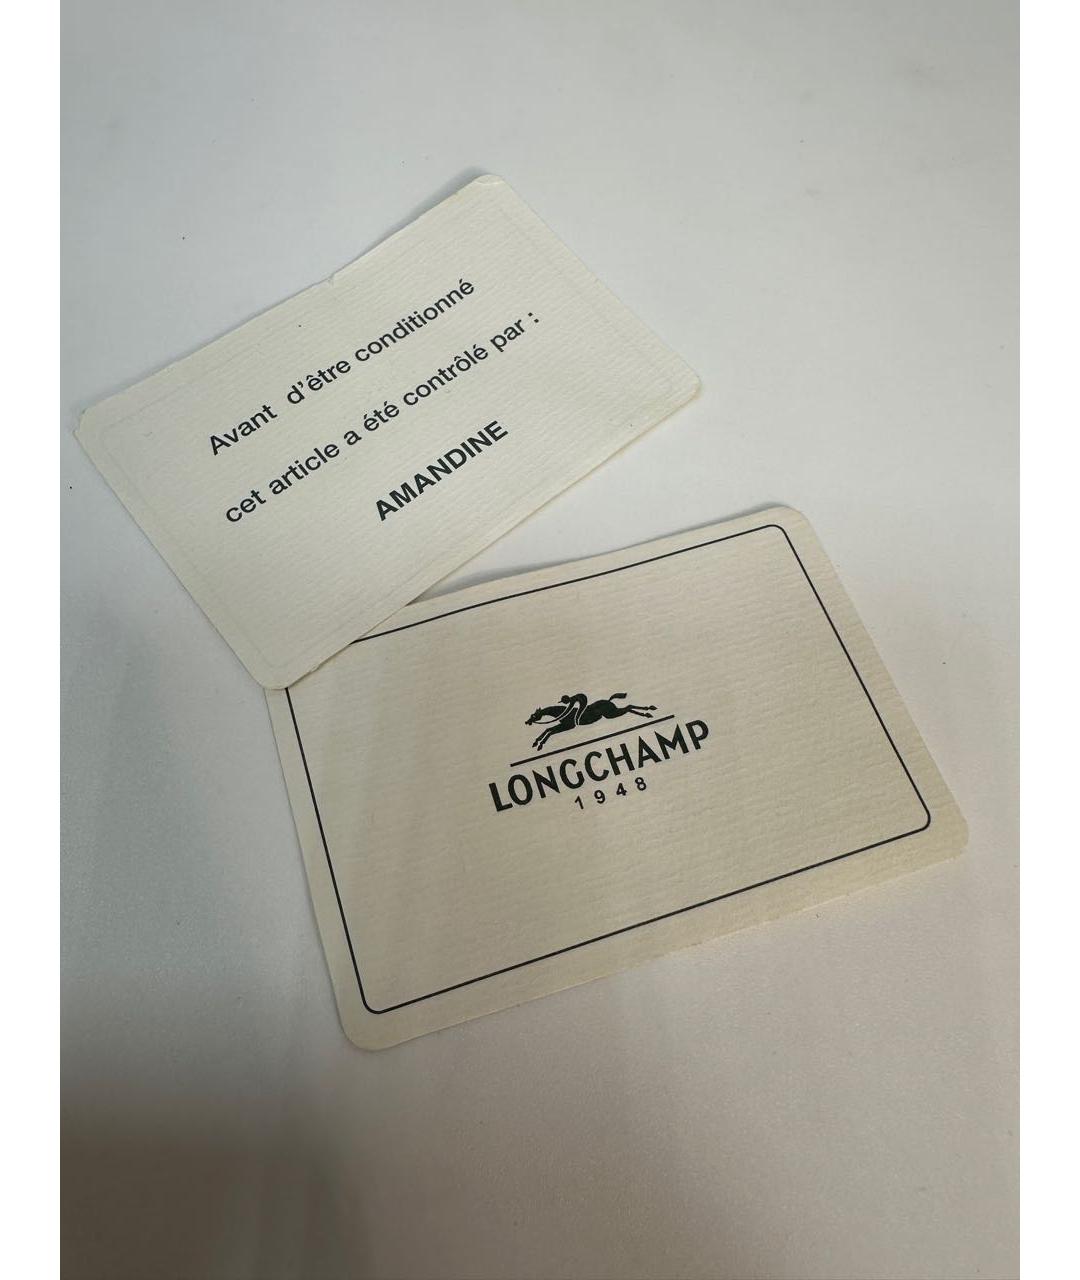 Avant d'être conditionné
cet article a été contrôlé par :
AMANDINE
LONGCHAMP
1948